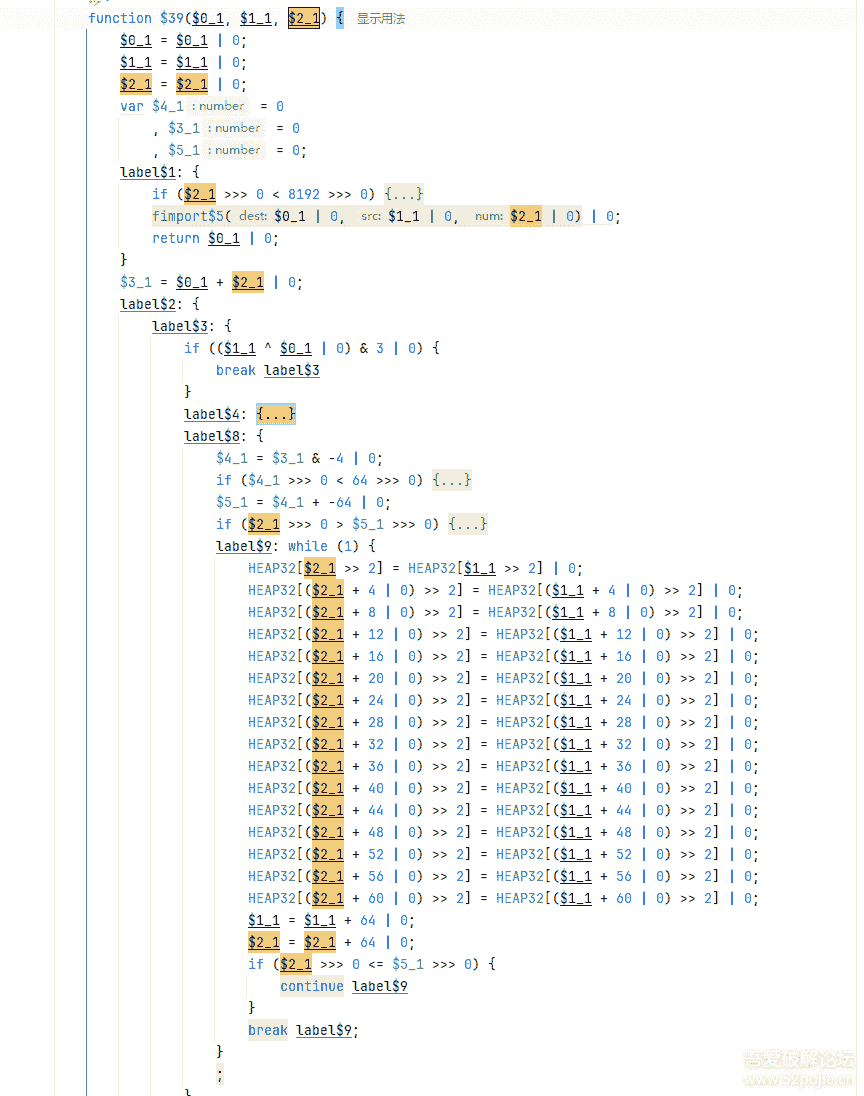 function $39($0_1, $1_1, $2_1) { 显示用法
$0_1 = $0_1 | 0;
$1_1 = $1_1 | 0;
$2_1 = $2_1 | 0;
var $4_1 : number = 0
, $3_1 : number = 0
, $5_1 : number = 0;
label$1: {
if ($2_1 >>> 0 < 8192 >>> 0) {...}
fimport$5( dest: $0_1 | 0, src: $1_1 | 0, num: $2_1 | 0) | 0;
return $0_1 | 0;
}
$3_1 = $0_1 + $2_1 | 0;
label$2: {
label$3: {
if (($1_1 ^ $0_1 | 0) & 3 | 0) {
break label$3
}
label$4: {...}
label$8: {
$4_1 = $3_1 & -4 | 0;
if ($4_1 >>> 0 < 64 >>> 0) {...}
$5_1 = $4_1 + -64 | 0;
if ($2_1 >>> 0 > $5_1 >>> 0) {...}
label$9: while (1) {
HEAP32[$2_1 >> 2] = HEAP32[$1_1 >> 2] | 0;
HEAP32[($2_1 + 4 | 0) >> 2] = HEAP32[($1_1 + 4 | 0) >> 2] | 0;
HEAP32[($2_1 + 8 | 0) >> 2] = HEAP32[($1_1 + 8 | 0) >> 2] | 0;
HEAP32[($2_1 + 12 | 0) >> 2] = HEAP32[($1_1 + 12 | 0) >> 2] | 0;
HEAP32[($2_1 + 16 | 0) >> 2] = HEAP32[($1_1 + 16 | 0) >> 2] | 0;
HEAP32[($2_1 + 20 | 0) >> 2] = HEAP32[($1_1 + 20 | 0) >> 2] | 0;
HEAP32[($2_1 + 24 | 0) >> 2] = HEAP32[($1_1 + 24 | 0) >> 2] | 0;
HEAP32[($2_1 + 28 | 0) >> 2] = HEAP32[($1_1 + 28 | 0) >> 2] | 0;
HEAP32[($2_1 + 32 | 0) >> 2] = HEAP32[($1_1 + 32 | 0) >> 2] | 0;
HEAP32[($2_1 + 36 | 0) >> 2] = HEAP32[($1_1 + 36 | 0) >> 2] | 0;
HEAP32[($2_1 + 40 | 0) >> 2] = HEAP32[($1_1 + 40 | 0) >> 2] | 0;
HEAP32[($2_1 + 44 | 0) >> 2] = HEAP32[($1_1 + 44 | 0) >> 2] | 0;
HEAP32[($2_1 + 48 | 0) >> 2] = HEAP32[($1_1 + 48 | 0) >> 2] | 0;
HEAP32[($2_1 + 52 | 0) >> 2] = HEAP32[($1_1 + 52 | 0) >> 2] | 0;
HEAP32[($2_1 + 56 | 0) >> 2] = HEAP32[($1_1 + 56 | 0) >> 2] | 0;
HEAP32[($2_1 + 60 | 0) >> 2] = HEAP32[($1_1 + 60 | 0) >> 2] | 0;
$1_1 = $1_1 + 64 | 0;
$2_1 = $2_1 + 64 | 0;
if ($2_1 >>> 0 <= $5_1 >>> 0) {
continue label$9
}
break label$9;
}
;
}
吾爱破解论坛
www.52pojie.cn